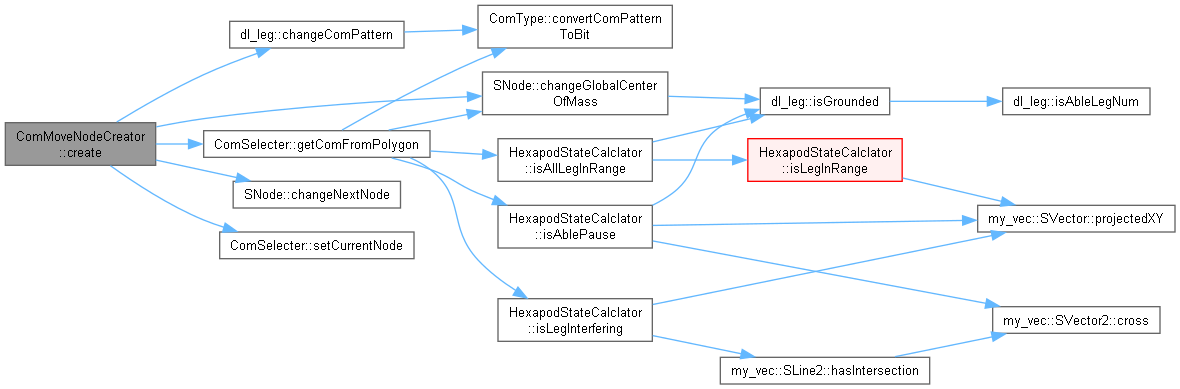 ComMoveNodeCreator
::create
dl_leg::changeComPattern
ComType::convertComPattern
ToBit
SNode::changeGlobalCenter
OfMass
ComSelecter::getComFromPolygon
SNode::changeNextNode
ComSelecter::setCurrentNode
HexapodStateCalclator
::isAllLegInRange
HexapodStateCalclator
::isAblePause
HexapodStateCalclator
::isLegInterfering
dl_leg::isGrounded
HexapodStateCalclator
::isLegInRange
my_vec::SLine2::hasIntersection
dl_leg::isAbleLegNum
my_vec::SVector::projectedXY
my_vec::SVector2::cross